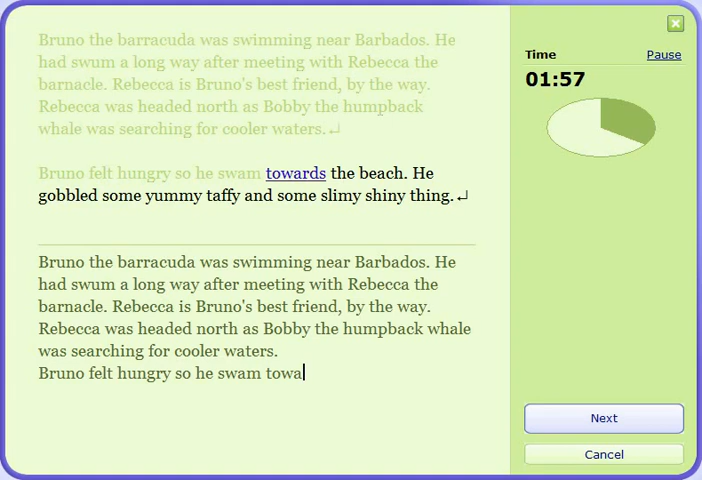 Bruno the barracuda was swimming near Barbados. He
had swum a long way after meeting with Rebecca the
barnacle. Rebecca is Bruno's best friend, by the way.
Rebecca was headed north as Bobby the humpback
whale was searching for cooler waters.↵
Bruno felt hungry so he swam towards the beach. He
gobbled some yummy taffy and some slimy shiny thing.↵
Bruno the barracuda was swimming near Barbados. He
had swum a long way after meeting with Rebecca the
barnacle. Rebecca is Bruno's best friend, by the way.
Rebecca was headed north as Bobby the humpback whale
was searching for cooler waters.
Bruno felt hungry so he swam towa
Time
Pause
01:57
Next
Cancel